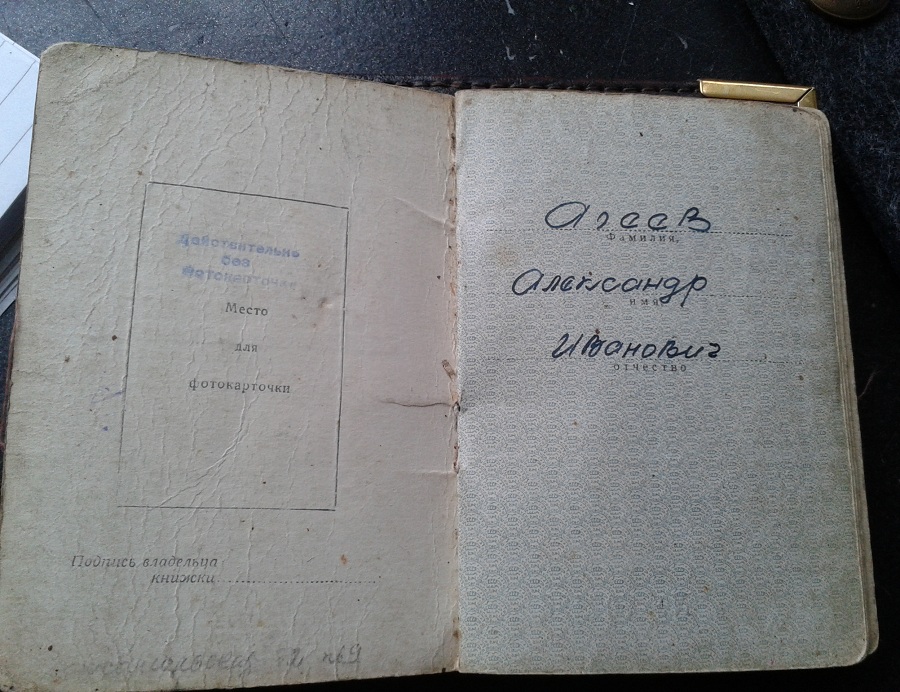 Действительно
без
фотокарточки
Место
для
фотокарточки
Подпись владельца
книжки
Агеев
фамилия,
Александр
имя
Иванович
отчество